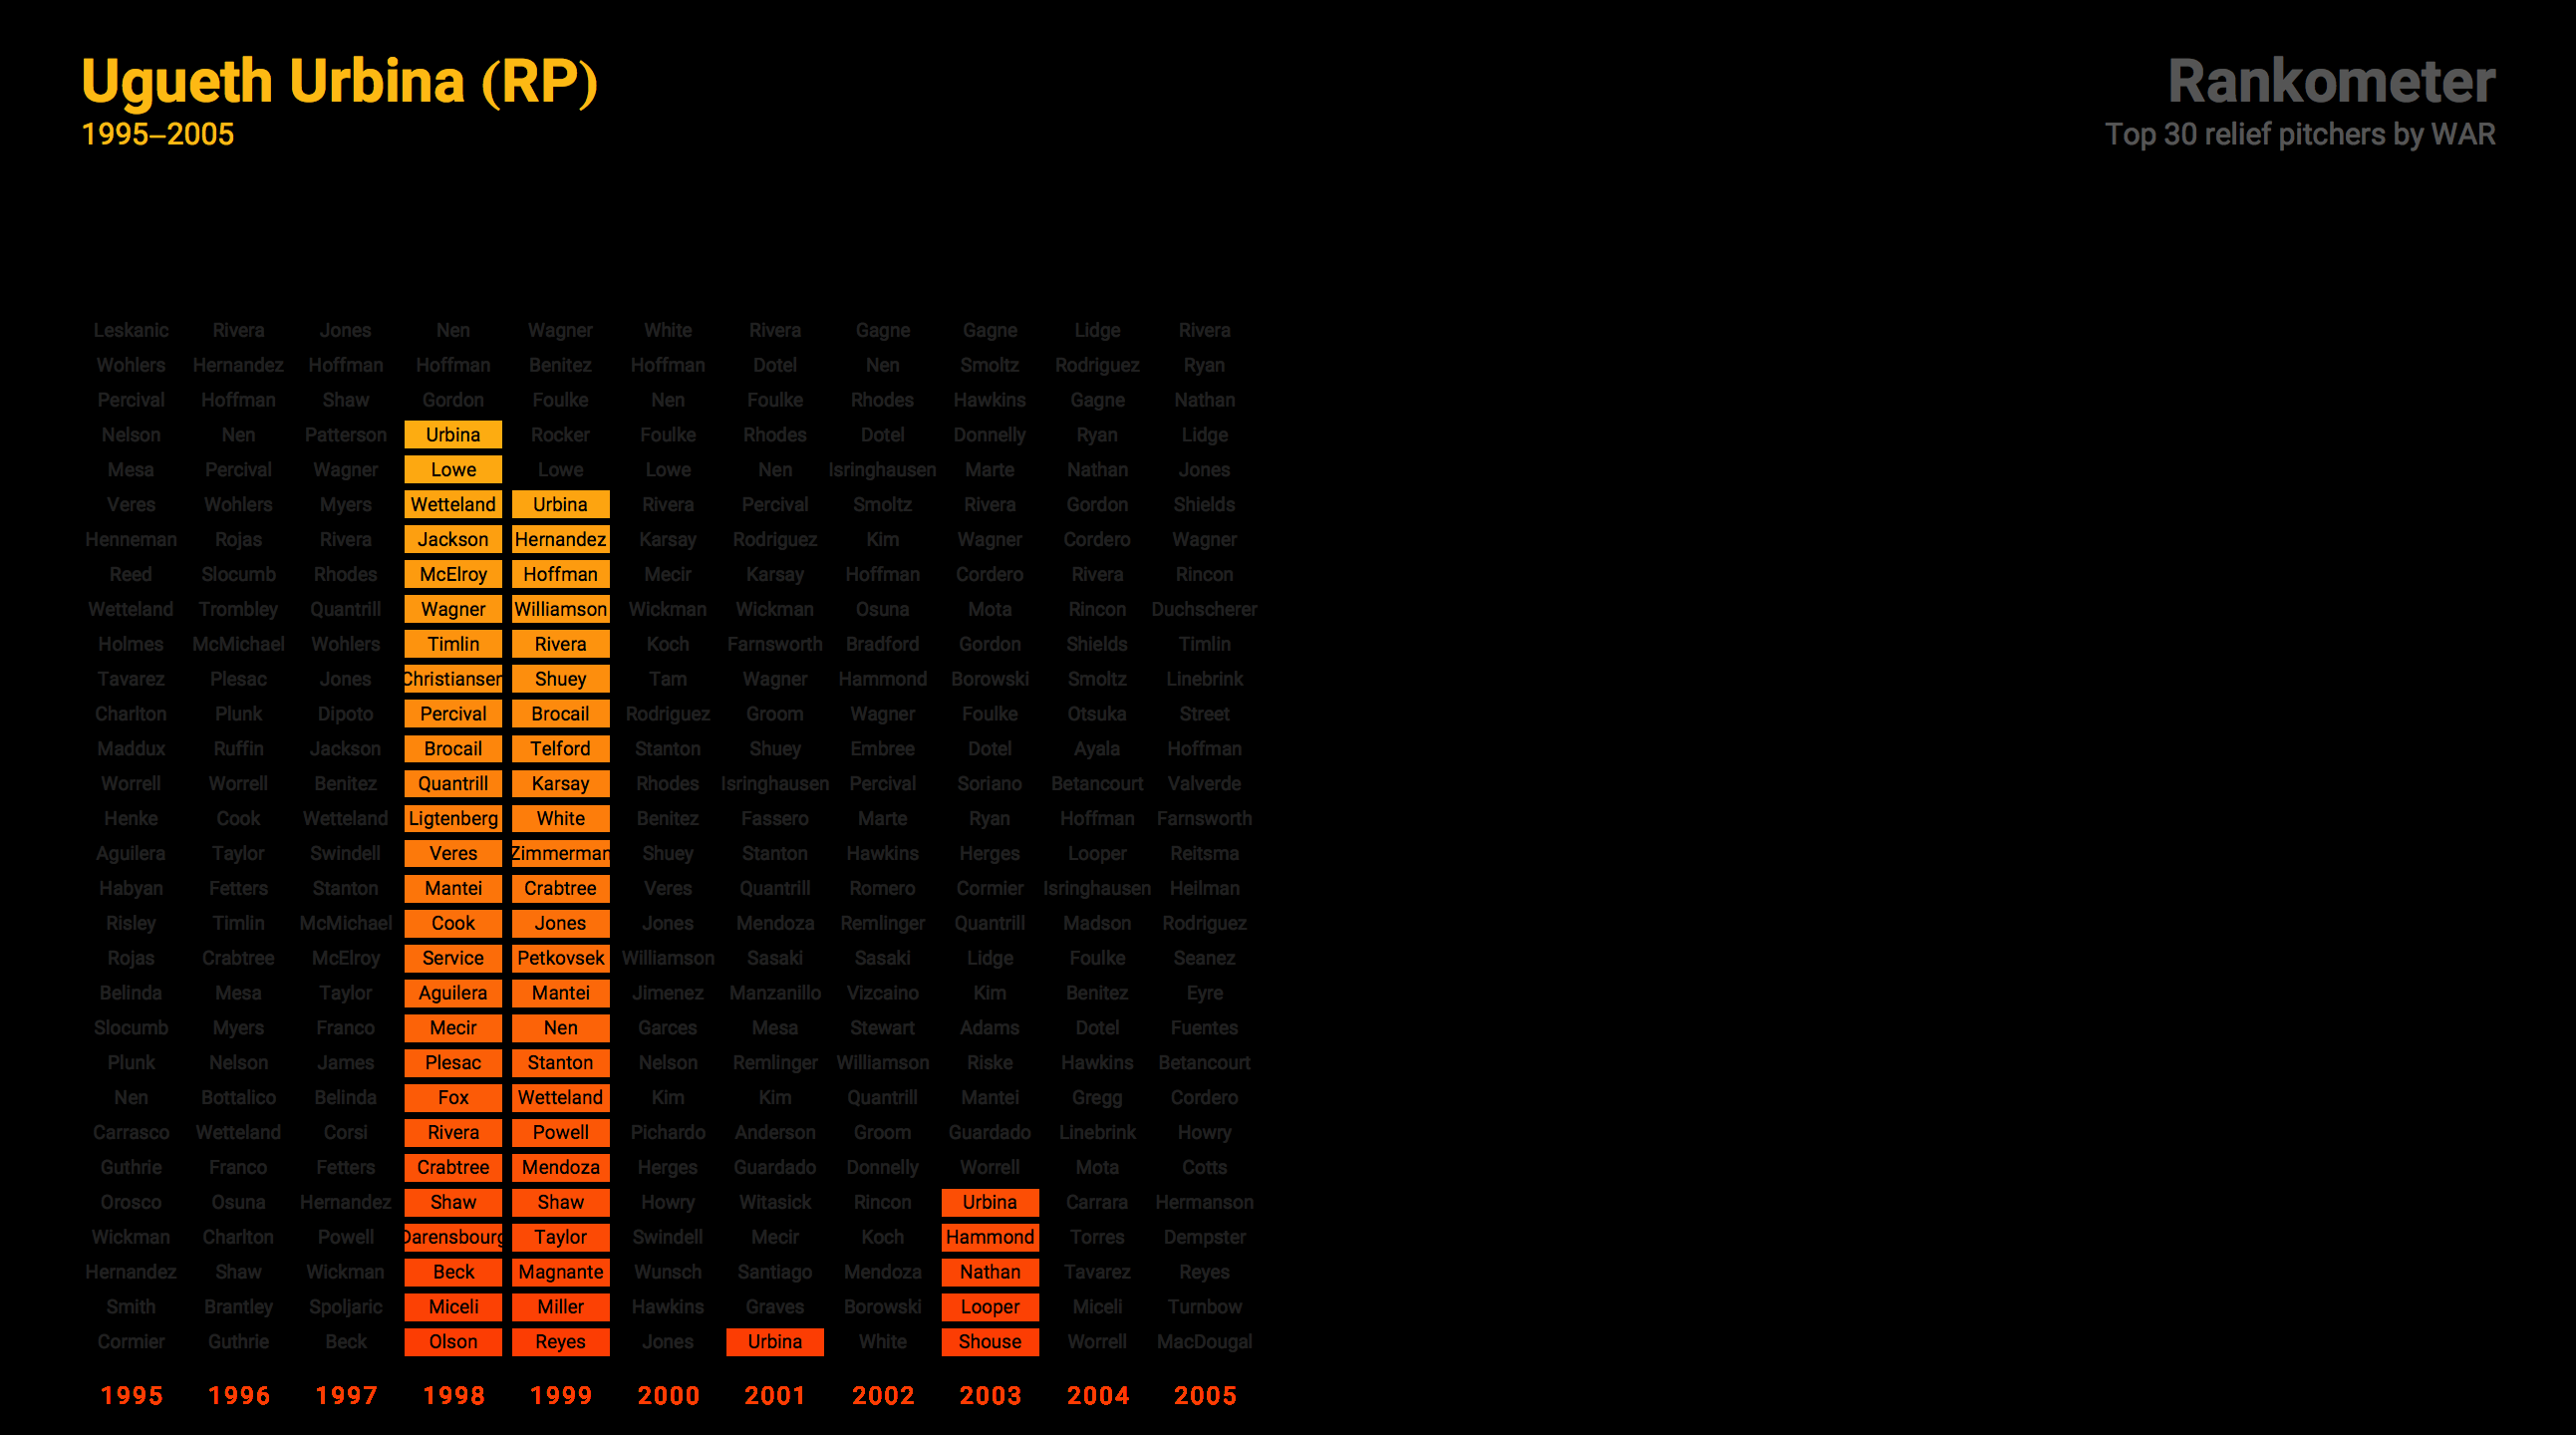 Ugueth Urbina (RP)
1995–2005
Rankometer
Top 30 relief pitchers by WAR
Leskanic Rivera Jones Nen Wagner White Rivera Gagne Gagne Lidge Rivera
Wohlers Hernandez Hoffman Hoffman Benitez Hoffman Dotel Nen Smoltz Rodriguez Ryan
Percival Hoffman Shaw Gordon Foulke Nen Foulke Rhodes Hawkins Gagne Nathan
Nelson Nen Patterson Urbina Rocker Foulke Rhodes Dotel Donnelly Ryan Lidge
Mesa Percival Wagner Lowe Lowe Lowe Nen Isringhausen Marte Nathan Jones
Veres Wohlers Myers Wetteland Urbina Rivera Percival Smoltz Rivera Gordon Shields
Henneman Rojas Rivera Jackson Hernandez Karsay Rodriguez Kim Wagner Cordero Wagner
Reed Slocumb Rhodes McElroy Hoffman Mecir Karsay Hoffman Cordero Rivera Rincon
Wetteland Trombley Quantrill Wagner Williamson Wickman Wickman Osuna Mota Rincon Duchscherer
Holmes McMichael Wohlers Timlin Rivera Koch Farnsworth Bradford Gordon Shields Timlin
Tavarez Plesac Jones Christiansen Shuey Tam Wagner Hammond Borowski Smoltz Linebrink
Charlton Plunk Dipoto Percival Brocail Rodriguez Groom Wagner Foulke Otsuka Street
Maddux Ruffin Jackson Brocail Telford Stanton Shuey Embree Dotel Ayala Hoffman
Worrell Worrell Benitez Quantrill Karsay Rhodes Isringhausen Percival Soriano Betancourt Valverde
Henke Cook Wetteland Ligtenberg White Benitez Fassero Marte Ryan Hoffman Farnsworth
Aguilera Taylor Swindell Veres Zimmerman Shuey Stanton Hawkins Herges Looper Reitsma
Habyan Fetters Stanton Mantei Crabtree Veres Quantrill Romero Cormier Isringhausen Heilman
Risley Timlin McMichael Cook Jones Jones Mendoza Remlinger Quantrill Madson Rodriguez
Rojas Crabtree McElroy Service Petkovsek Williamson Sasaki Sasaki Lidge Foulke Seanez
Belinda Mesa Taylor Aguilera Mantei Jimenez Manzanillo Vizcaino Kim Benitez Eyre
Slocumb Myers Franco Mecir Nen Garces Mesa Stewart Adams Dotel Fuentes
Plunk Nelson James Plesac Stanton Nelson Remlinger Williamson Riske Hawkins Betancourt
Nen Bottalico Belinda Fox Wetteland Kim Kim Quantrill Mantei Gregg Cordero
Carrasco Wetteland Corsi Rivera Powell Pichardo Anderson Groom Guardado Linebrink Howry
Guthrie Franco Fetters Crabtree Mendoza Herges Guardado Donnelly Worrell Mota Cotts
Orosco Osuna Hernandez Shaw Shaw Howry Witasick Rincon Urbina Carrara Hermanson
Wickman Charlton Powell Darensbourg Taylor Swindell Mecir Koch Hammond Torres Dempster
Hernandez Shaw Wickman Beck Magnante Wunsch Santiago Mendoza Nathan Tavarez Reyes
Smith Brantley Spoljaric Miceli Miller Hawkins Graves Borowski Looper Miceli Turnbow
Cormier Guthrie Beck Olson Reyes Jones Urbina White Shouse Worrell MacDougal
1995 1996 1997 1998 1999 2000 2001 2002 2003 2004 2005